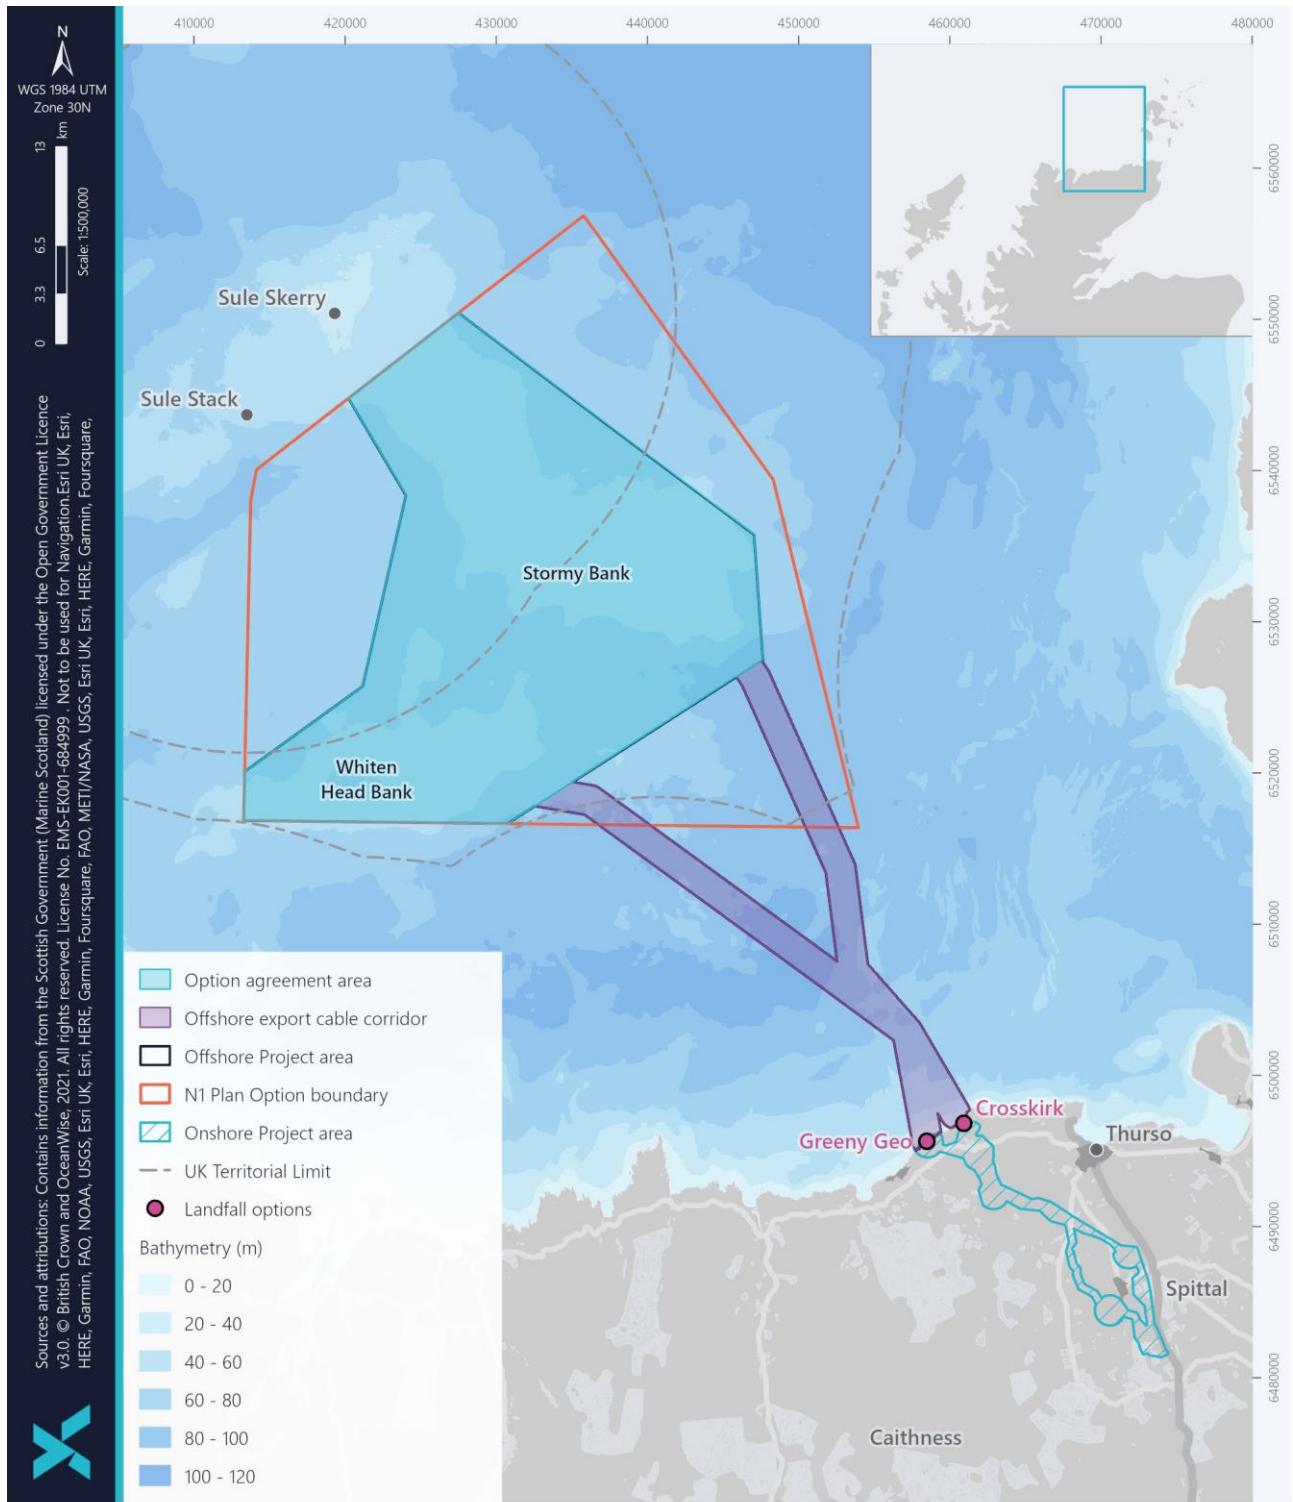 410000 420000 430000 440000 450000 460000 470000 480000
N
WGS 1984 UTM
Zone 30N
km
0 3.3 6.5 13
Scale: 1:500,000
Sources and attributions: Contains information from the Scottish Government (Marine Scotland) licensed under the Open Government Licence
v3.0. © British Crown and OceanWise, 2021. All rights reserved. License No. EMS-EK001-684999 . Not to be used for Navigation.Esri UK, Esri,
HERE, Garmin, FAO, NOAA, USGS, Esri UK, Esri, HERE, Garmin, Foursquare, FAO, METI/NASA, USGS, Esri UK, Esri, HERE, Garmin, Foursquare,
6560000
6550000
6540000
6530000
6520000
6510000
6500000
6490000
6480000
Sule Skerry
Sule Stack
Stormy Bank
Whiten
Head Bank
Crosskirk
Greeny Geo
Thurso
Spittal
Caithness
Option agreement area
Offshore export cable corridor
Offshore Project area
N1 Plan Option boundary
Onshore Project area
UK Territorial Limit
Landfall options
Bathymetry (m)
0 - 20
20 - 40
40 - 60
60 - 80
80 - 100
100 - 120